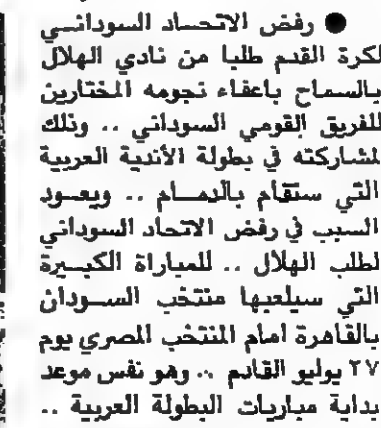 ● رفض الاتحساد السودانسي
لكرة القدم طلبا من نادي الهلال
بالسماح باعفاء نجومه المختارين
للفريق القومي السوداني .. وذلك
لمشاركته في بطولة الأندية العربية
التي ستقام بالدمام .. ويعود
السبب في رفض الاتحاد السوداني
لطلب الهلال .. للمباراة الكبيرة
التي سيلعبها منتخب السودان
بالقاهرة امام المنتخب المصري يوم
٢٧ يوليو القادم .. وهو نفس موعد
بداية مباريات البطولة العربية ..